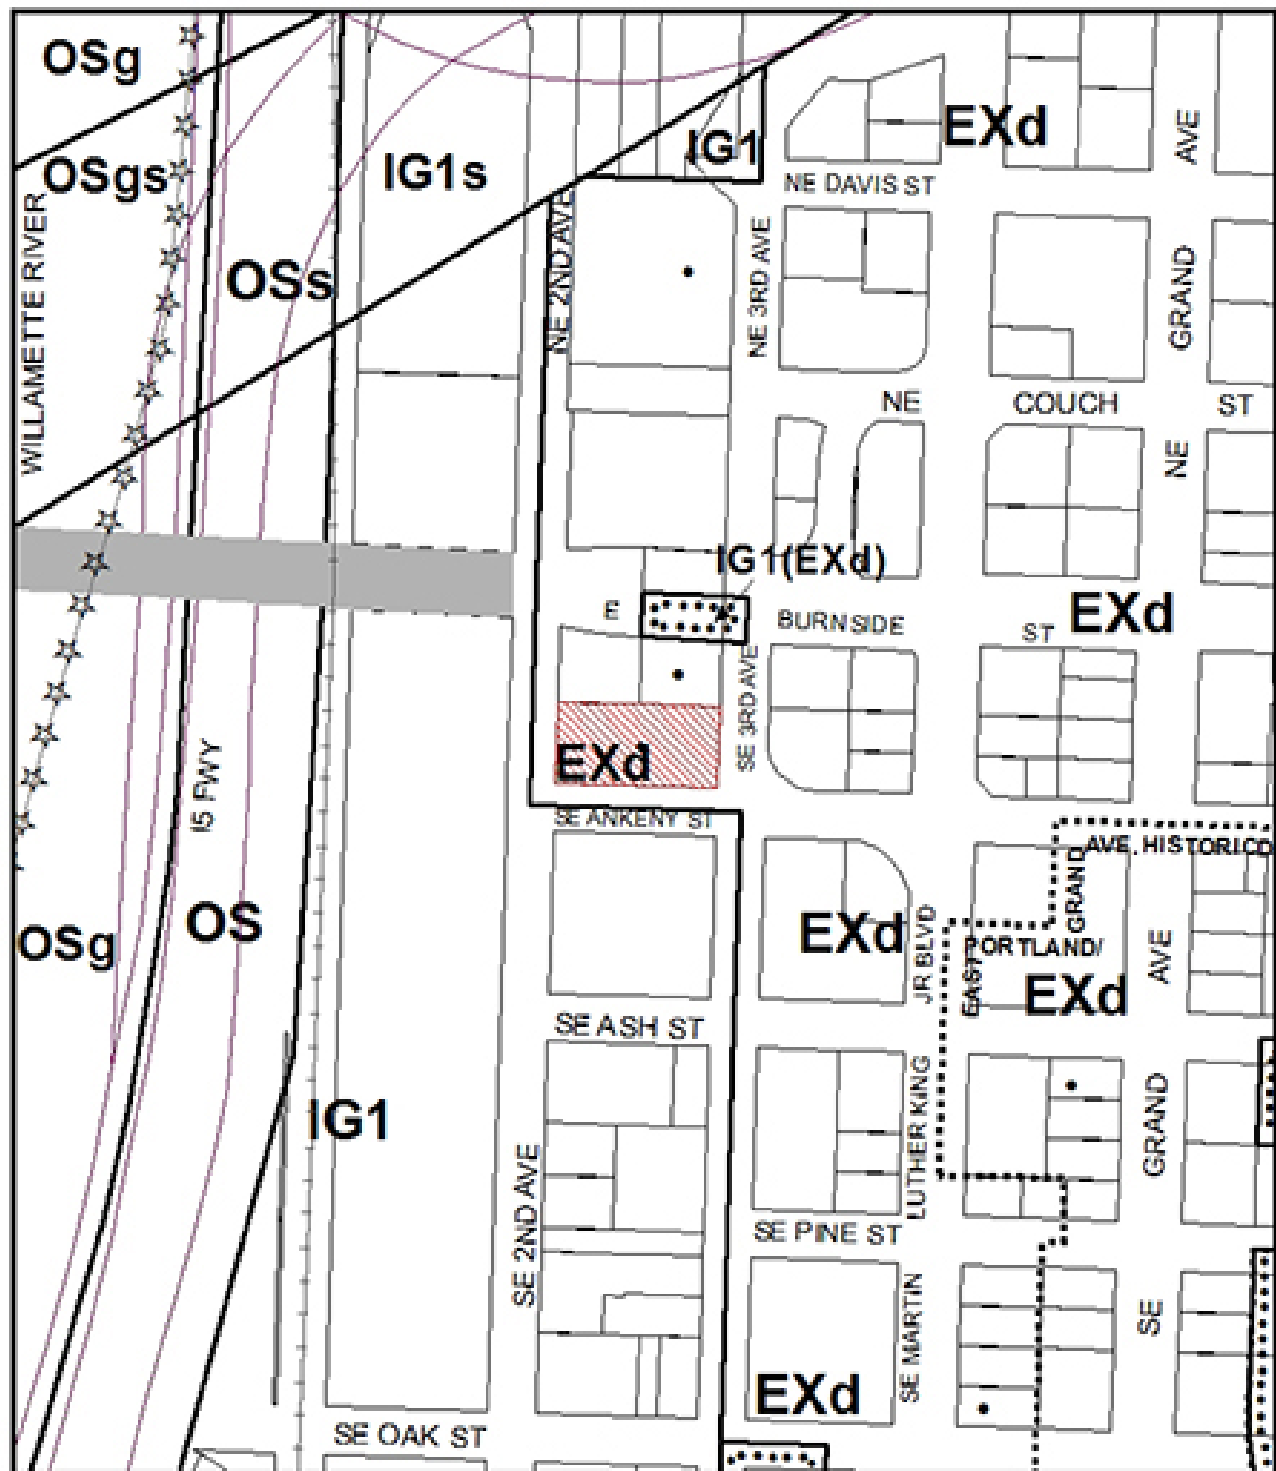 OSg
OSgs
IG1s
IG1
EXd
AVE
NE DAVIS ST
WILLAMETTE RIVER
OSs
NE 2ND AVE
NE 3RD AVE
GRAND
NE
COUCH
ST
NE
IG1(EXd)
E
BURNSIDE
ST
EXd
SE 3RD AVE
EXd
I5 FWY
SE ANKENY ST
AVE. HISTORIC D
GRAND
OSg
OS
EXd
JR BLVD
EAST
PORTLAND/
EXd
AVE
SE ASH ST
IG1
LUTHER KING
GRAND
SE 2ND AVE
SE PINE ST
SE MARTIN
SE
EXd
SE OAK ST